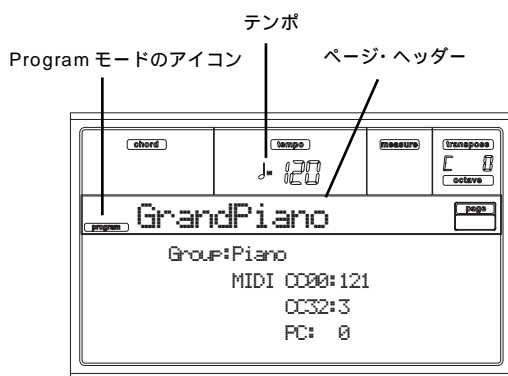 テンポ
Program モードのアイコン
ページ・ヘッダー
chord
tempo
measure
transpose
♩= 120
C 0
octave
program
GrandPiano
page
Group:Piano
MIDI CC00:121
CC32:3
PC: 0